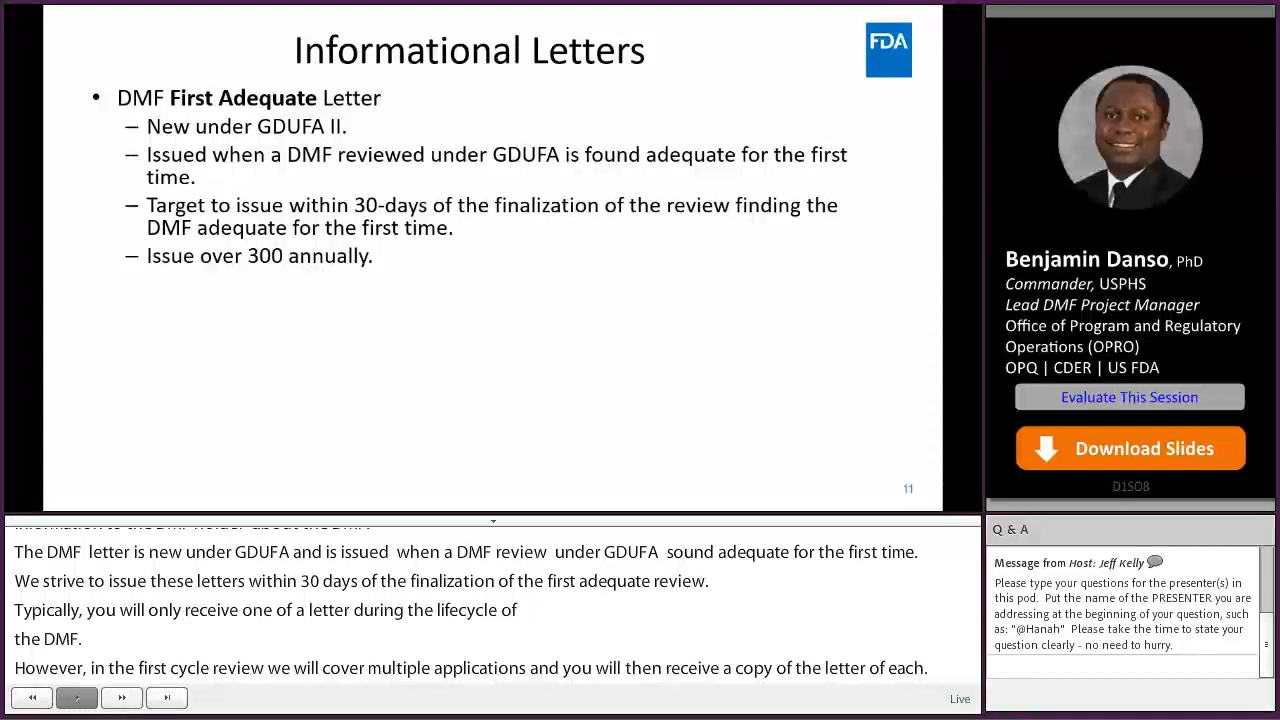 Informational Letters
FDA
• DMF First Adequate Letter
– New under GDUFA II.
– Issued when a DMF reviewed under GDUFA is found adequate for the first
time.
– Target to issue within 30-days of the finalization of the review finding the
DMF adequate for the first time.
– Issue over 300 annually.
11
Benjamin Danso, PhD
Commander, USPHS
Lead DMF Project Manager
Office of Program and Regulatory
Operations (OPRO)
OPQ | CDER | US FDA
Evaluate This Session
Download Slides
D1S08
The DMF letter is new under GDUFA and is issued when a DMF review under GDUFA sound adequate for the first time.
We strive to issue these letters within 30 days of the finalization of the first adequate review.
Typically, you will only receive one of a letter during the lifecycle of
the DMF.
However, in the first cycle review we will cover multiple applications and you will then receive a copy of the letter of each.
Live
Q & A
Message from Host: Jeff Kelly
Please type your questions for the presenter(s) in
this pod. Put the name of the PRESENTER you are
addressing at the beginning of your question, such
as: "@Hanah" Please take the time to state your
question clearly - no need to hurry.